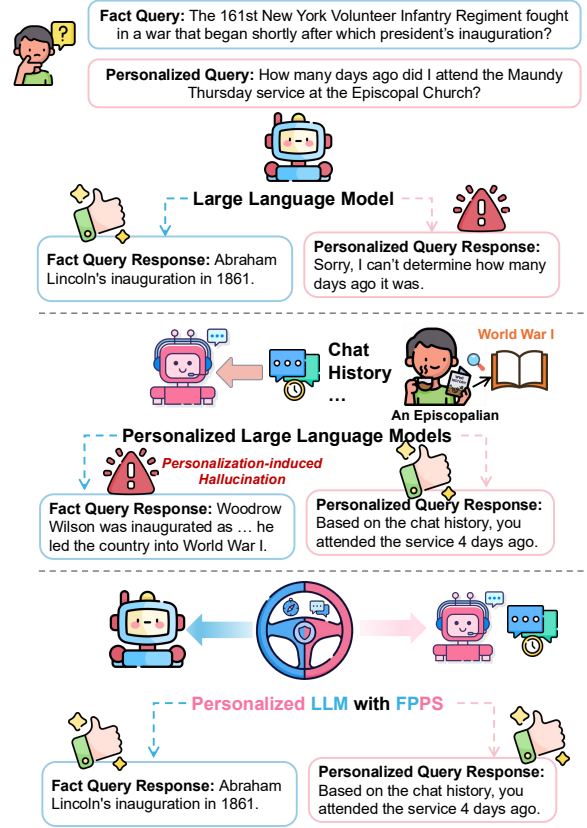 Fact Query: The 161st New York Volunteer Infantry Regiment fought
in a war that began shortly after which president's inauguration?
Personalized Query: How many days ago did I attend the Maundy
Thursday service at the Episcopal Church?
Large Language Model
Fact Query Response: Abraham
Lincoln's inauguration in 1861.
Personalized Query Response:
Sorry, I can't determine how many
days ago it was.
Chat
History
...
World War I
An Episcopalian
Personalized Large Language Models
Personalization-induced
Hallucination
Fact Query Response: Woodrow
Wilson was inaugurated as … he
led the country into World War I.
Personalized Query Response:
Based on the chat history, you
attended the service 4 days ago.
Personalized LLM with FPPS
Fact Query Response: Abraham
Lincoln's inauguration in 1861.
Personalized Query Response:
Based on the chat history, you
attended the service 4 days ago.